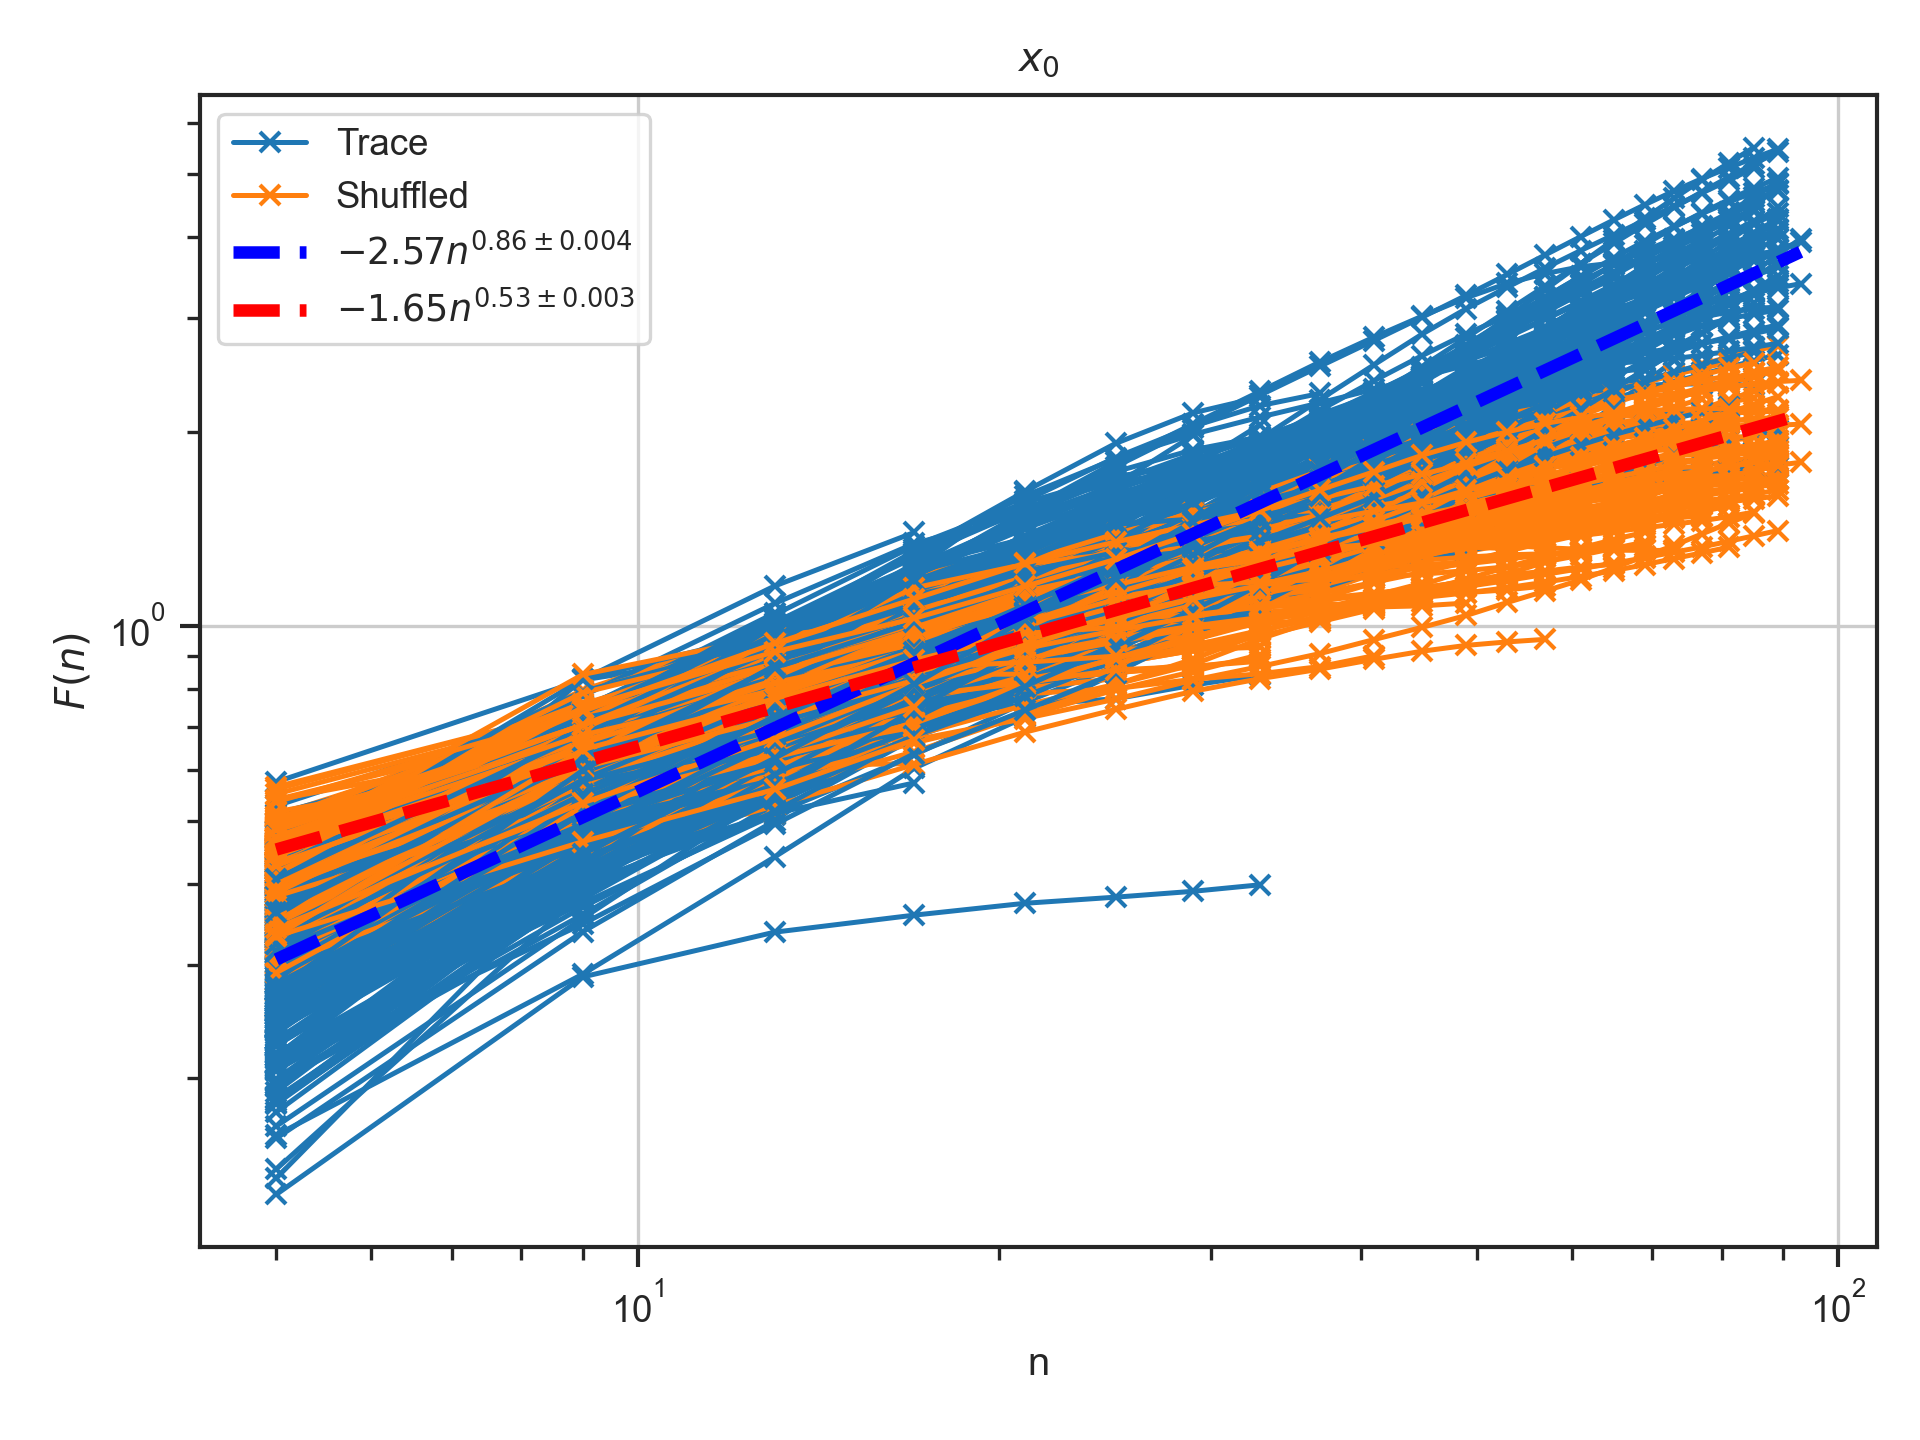 x₀
Trace
Shuffled
−2.57n^{0.86±0.004}
−1.65n^{0.53±0.003}
F(n)
10⁰
10¹
10²
n